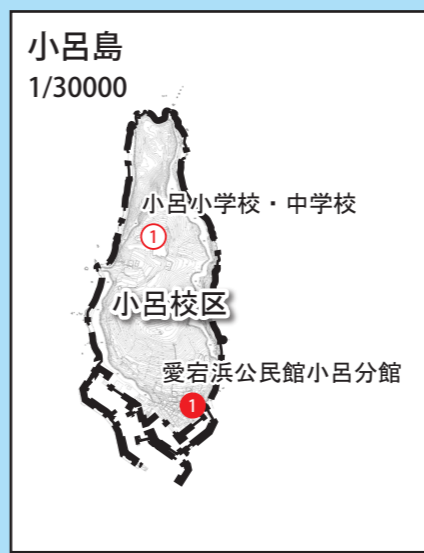 小呂島
1/30000
小呂小学校・中学校
1
小呂校区
愛宕浜公民館小呂分館
1